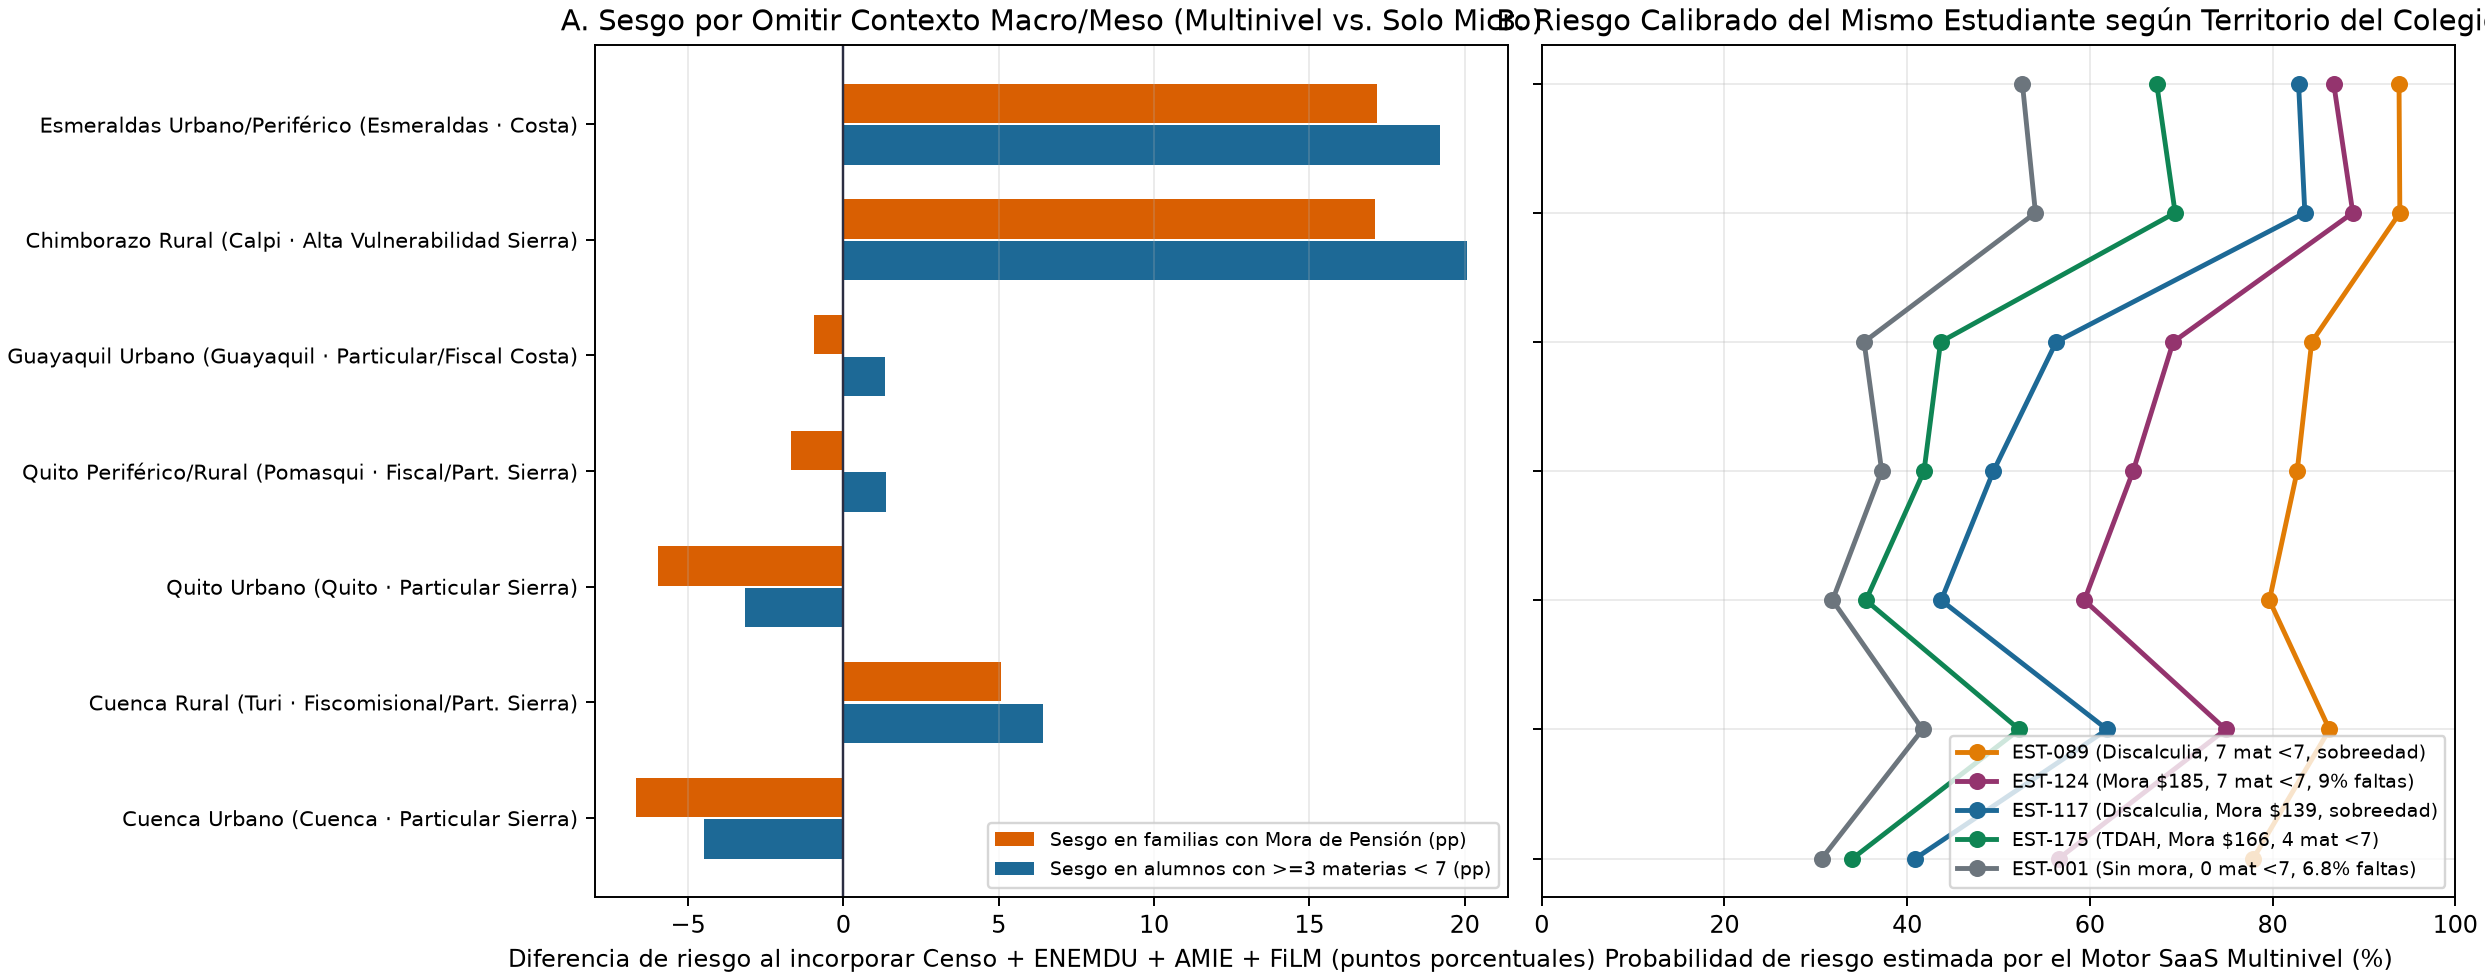 A. Sesgo por Omitir Contexto Macro/Meso (Multinivel vs. Solo Micro)
B. Riesgo Calibrado del Mismo Estudiante según Territorio del Colegio
Esmeraldas Urbano/Periférico (Esmeraldas · Costa)
Chimborazo Rural (Calpi · Alta Vulnerabilidad Sierra)
Guayaquil Urbano (Guayaquil · Particular/Fiscal Costa)
Quito Periférico/Rural (Pomasqui · Fiscal/Part. Sierra)
Quito Urbano (Quito · Particular Sierra)
Cuenca Rural (Turi · Fiscomisional/Part. Sierra)
Cuenca Urbano (Cuenca · Particular Sierra)
Sesgo en familias con Mora de Pensión (pp)
Sesgo en alumnos con >=3 materias < 7 (pp)
−5 0 5 10 15 20
Diferencia de riesgo al incorporar Censo + ENEMDU + AMIE + FiLM (puntos porcentuales)
EST-089 (Discalculia, 7 mat <7, sobreedad)
EST-124 (Mora $185, 7 mat <7, 9% faltas)
EST-117 (Discalculia, Mora $139, sobreedad)
EST-175 (TDAH, Mora $166, 4 mat <7)
EST-001 (Sin mora, 0 mat <7, 6.8% faltas)
0 20 40 60 80 100
Probabilidad de riesgo estimada por el Motor SaaS Multinivel (%)